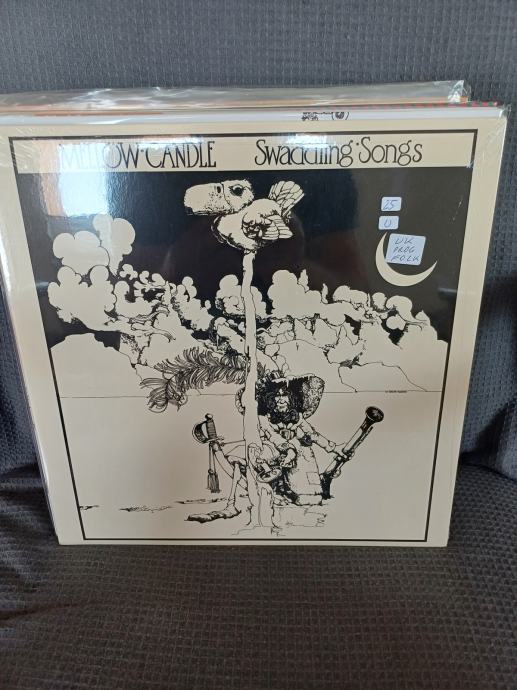 MELLOW CANDLE Swaddling Songs
25
U
UK
PROG
FOLK